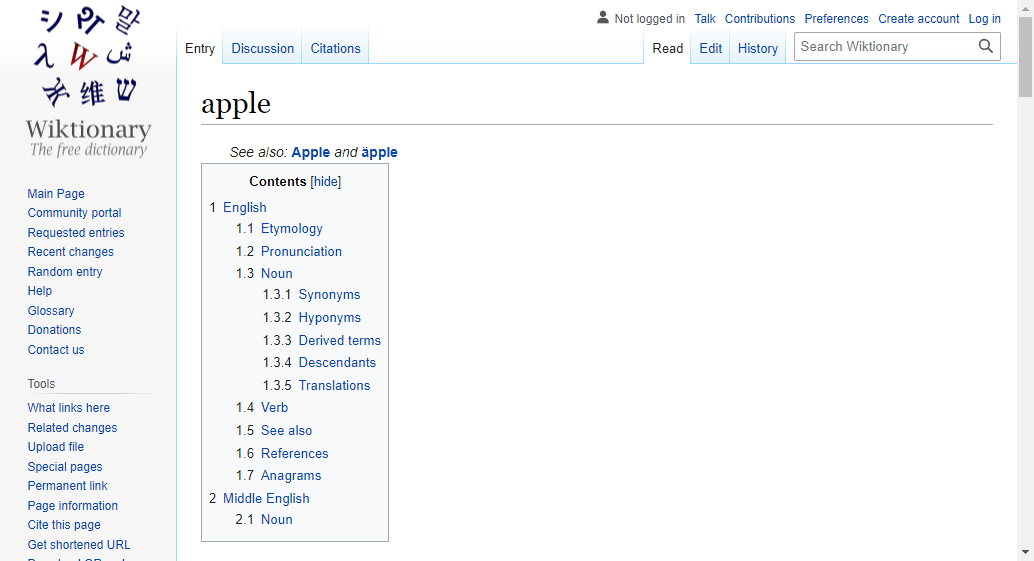 Wiktionary
The free dictionary
Main Page
Community portal
Requested entries
Recent changes
Random entry
Help
Glossary
Donations
Contact us
Tools
What links here
Related changes
Upload file
Special pages
Permanent link
Page information
Cite this page
Get shortened URL
Not logged in Talk Contributions Preferences Create account Log in
Entry Discussion Citations Read Edit History Search Wiktionary
apple
See also: Apple and äpple
Contents [hide]
1 English
1.1 Etymology
1.2 Pronunciation
1.3 Noun
1.3.1 Synonyms
1.3.2 Hyponyms
1.3.3 Derived terms
1.3.4 Descendants
1.3.5 Translations
1.4 Verb
1.5 See also
1.6 References
1.7 Anagrams
2 Middle English
2.1 Noun